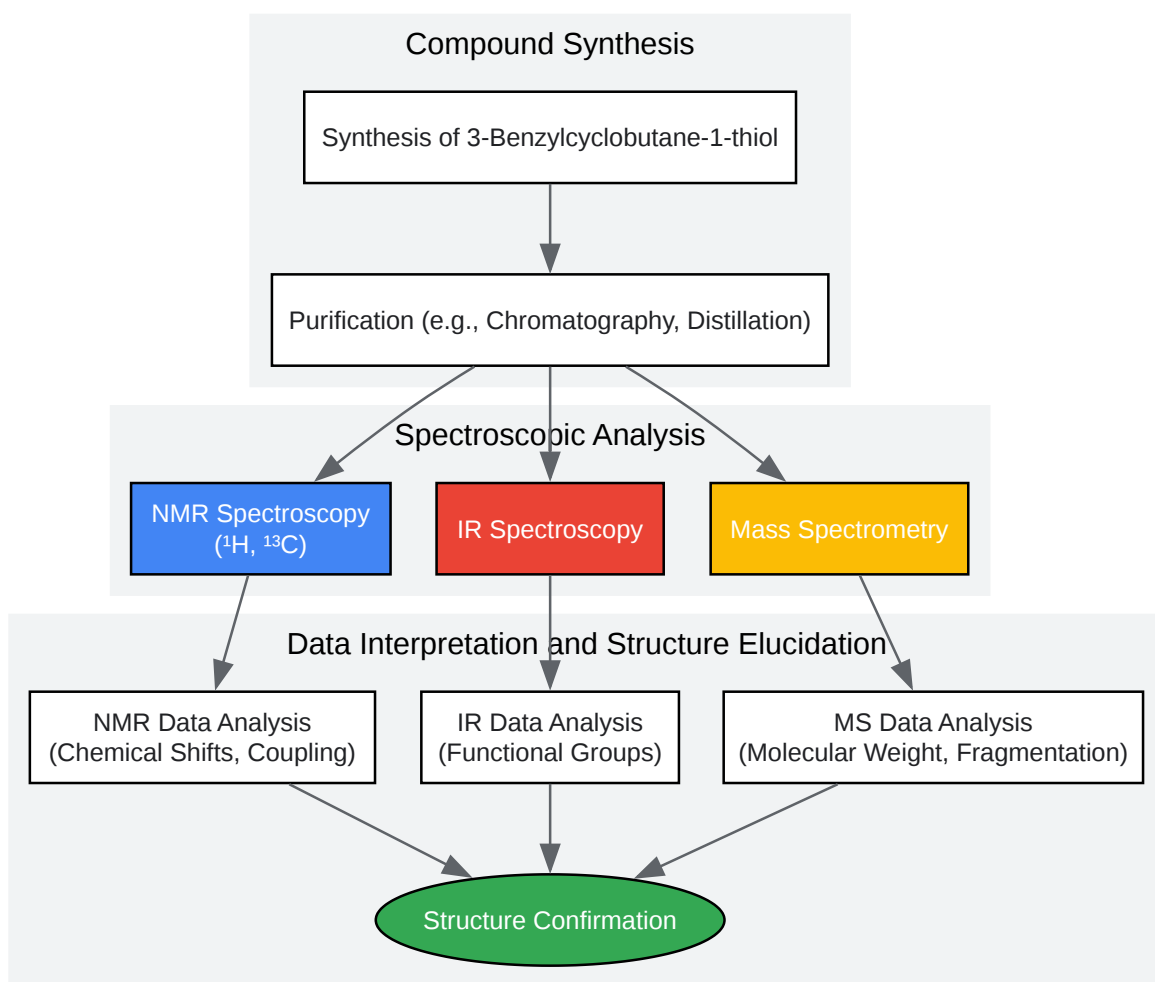 Compound Synthesis
Synthesis of 3-Benzylcyclobutane-1-thiol
Purification (e.g., Chromatography, Distillation)
Spectroscopic Analysis
NMR Spectroscopy
(¹H, ¹³C)
IR Spectroscopy
Mass Spectrometry
Data Interpretation and Structure Elucidation
NMR Data Analysis
(Chemical Shifts, Coupling)
IR Data Analysis
(Functional Groups)
MS Data Analysis
(Molecular Weight, Fragmentation)
Structure Confirmation